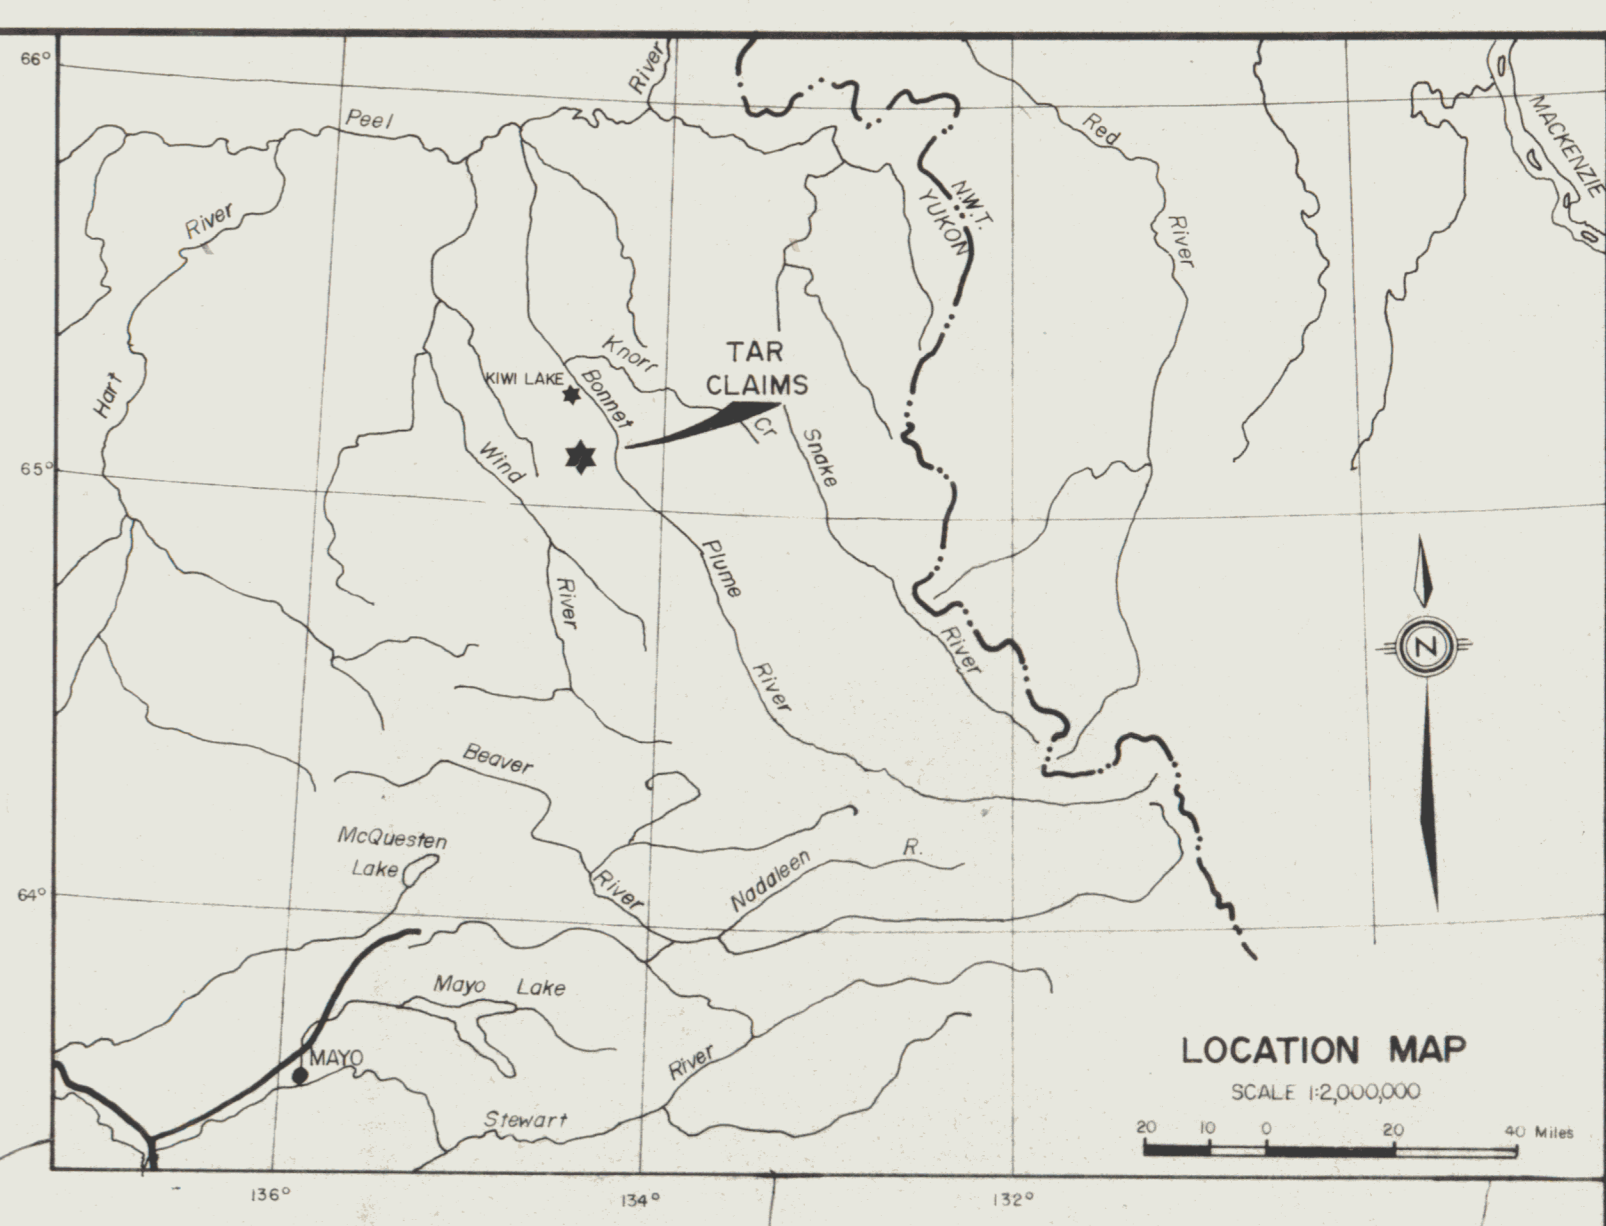 66°
River
Peel
Red
MACKENZIE
River
N.W.T.
YUKON
River
Knorr
TAR
CLAIMS
KIWI LAKE
Bonnet
Hart
Cr
Snake
Wind
65°
Plume
River
N
River
River
Beaver
McQuesten
Lake
R.
Nadaleen
River
64°
Mayo Lake
MAYO
River
Stewart
LOCATION MAP
SCALE 1:2,000,000
20 10 0 20 40 Miles
136° 134° 132°